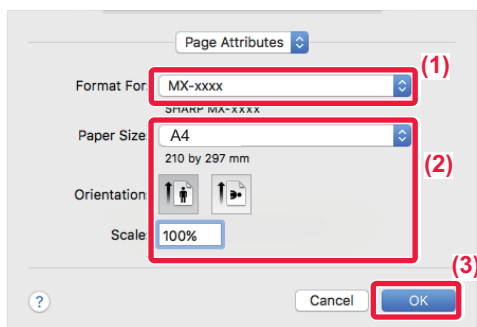 Page Attributes
(1)
Format For: MX-xxxx
SHARP MX-xxxx
Paper Size: A4
210 by 297 mm
(2)
Orientation:
Scale: 100%
(3)
? Cancel OK